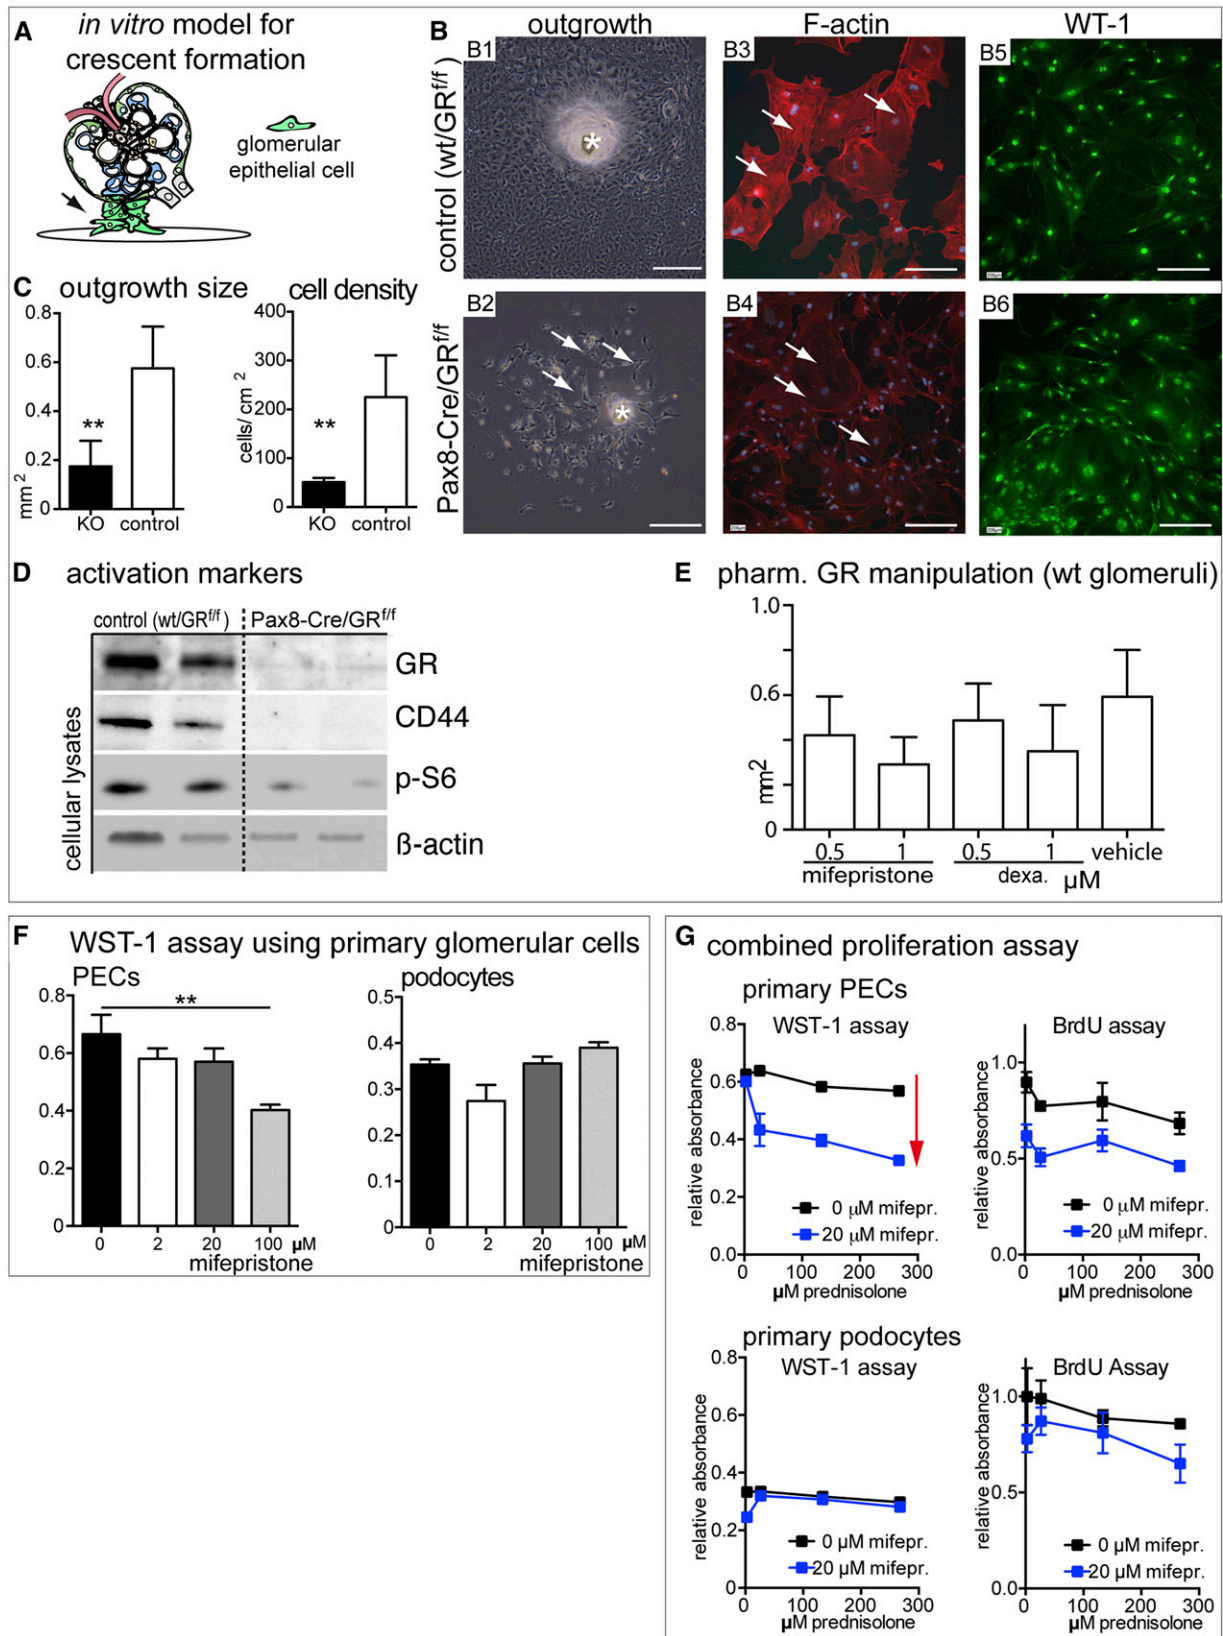 A
in vitro model for
crescent formation
glomerular
epithelial cell
B
outgrowth
F-actin
WT-1
control (wt/GRf/f)
B1
*
B3
B5
Pax8-Cre/GRf/f
B2
*
B4
B6
C
outgrowth size
0.8
0.6
0.4
0.2
0
mm2
**
KO control
cell density
400
300
200
100
0
cells/ cm 2
**
KO control
D activation markers
control (wt/GRf/f) Pax8-Cre/GRf/f
cellular lysates
GR
CD44
p-S6
ß-actin
E pharm. GR manipulation (wt glomeruli)
1.0
0.6
0
mm2
0.5 1 0.5 1 vehicle
mifepristone dexa. µM
F WST-1 assay using primary glomerular cells
PECs
0.8
0.6
0.4
0.2
0
**
0 2 20 100 µM
mifepristone
podocytes
0.5
0.4
0.3
0.2
0.1
0
0 2 20 100 µM
mifepristone
G combined proliferation assay
primary PECs
WST-1 assay
relative absorbance
0.8
0.6
0.4
0.2
0.0
0 µM mifepr.
20 µM mifepr.
0 100 200 300
µM prednisolone
BrdU assay
relative absorbance
1.0
0.5
0.0
0 µM mifepr.
20 µM mifepr.
0 100 200 300
µM prednisolone
primary podocytes
WST-1 assay
relative absorbance
0.8
0.6
0.4
0.2
0
0 µM mifepr.
20 µM mifepr.
0 100 200 300
µM prednisolone
BrdU Assay
relative absorbance
1.0
0.5
0.0
0 µM mifepr.
20 µM mifepr.
0 100 200 300
µM prednisolone